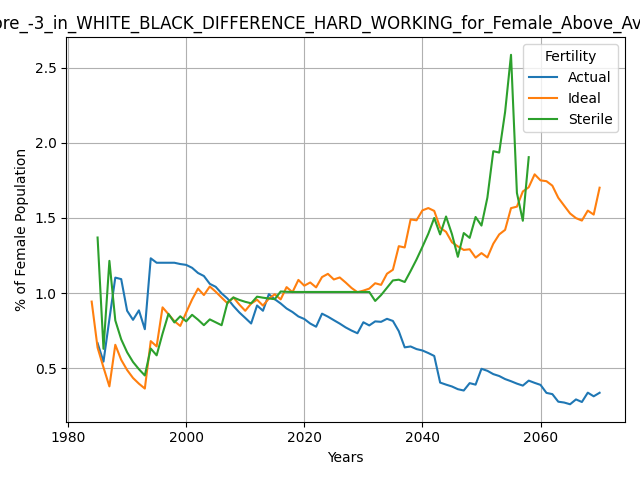 ore_-3_in_WHITE_BLACK_DIFFERENCE_HARD_WORKING_for_Female_Above_Av
Fertility
Actual
Ideal
Sterile
% of Female Population
2.5
2.0
1.5
1.0
0.5
1980
2000
2020
2040
2060
Years